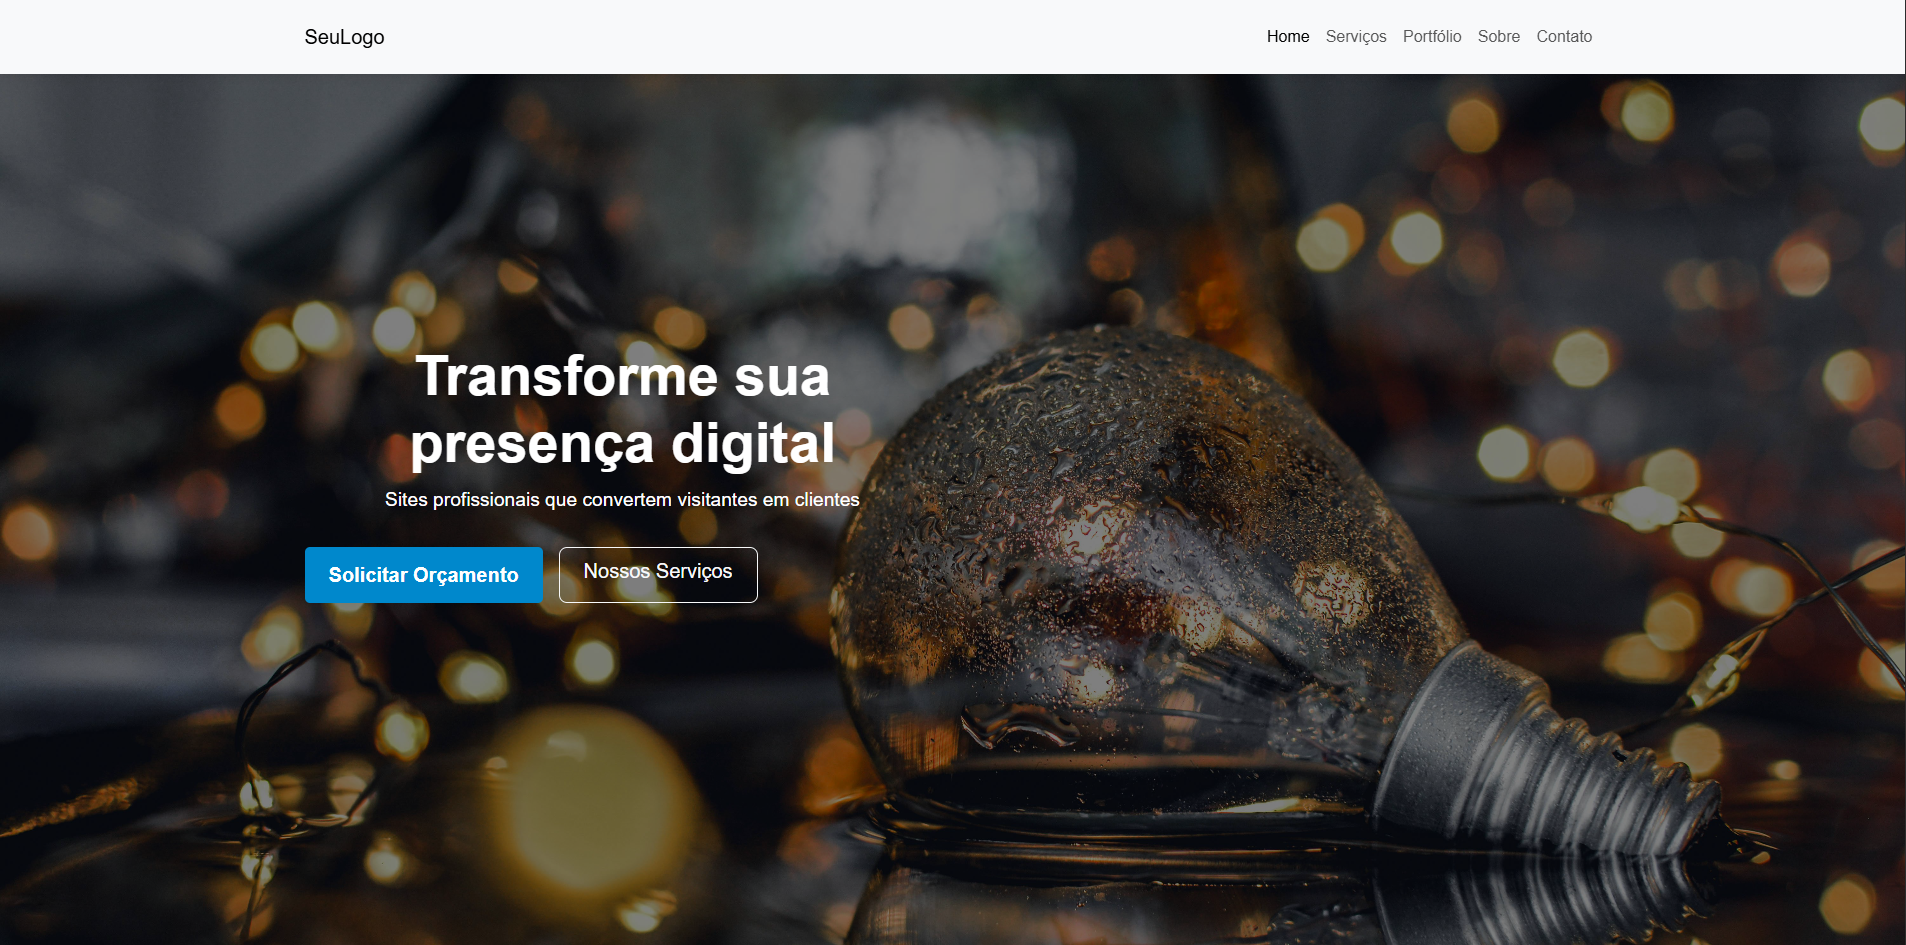 SeuLogo
Home Serviços Portfólio Sobre Contato
Transforme sua
presença digital
Sites profissionais que convertem visitantes em clientes
Solicitar Orçamento
Nossos Serviços